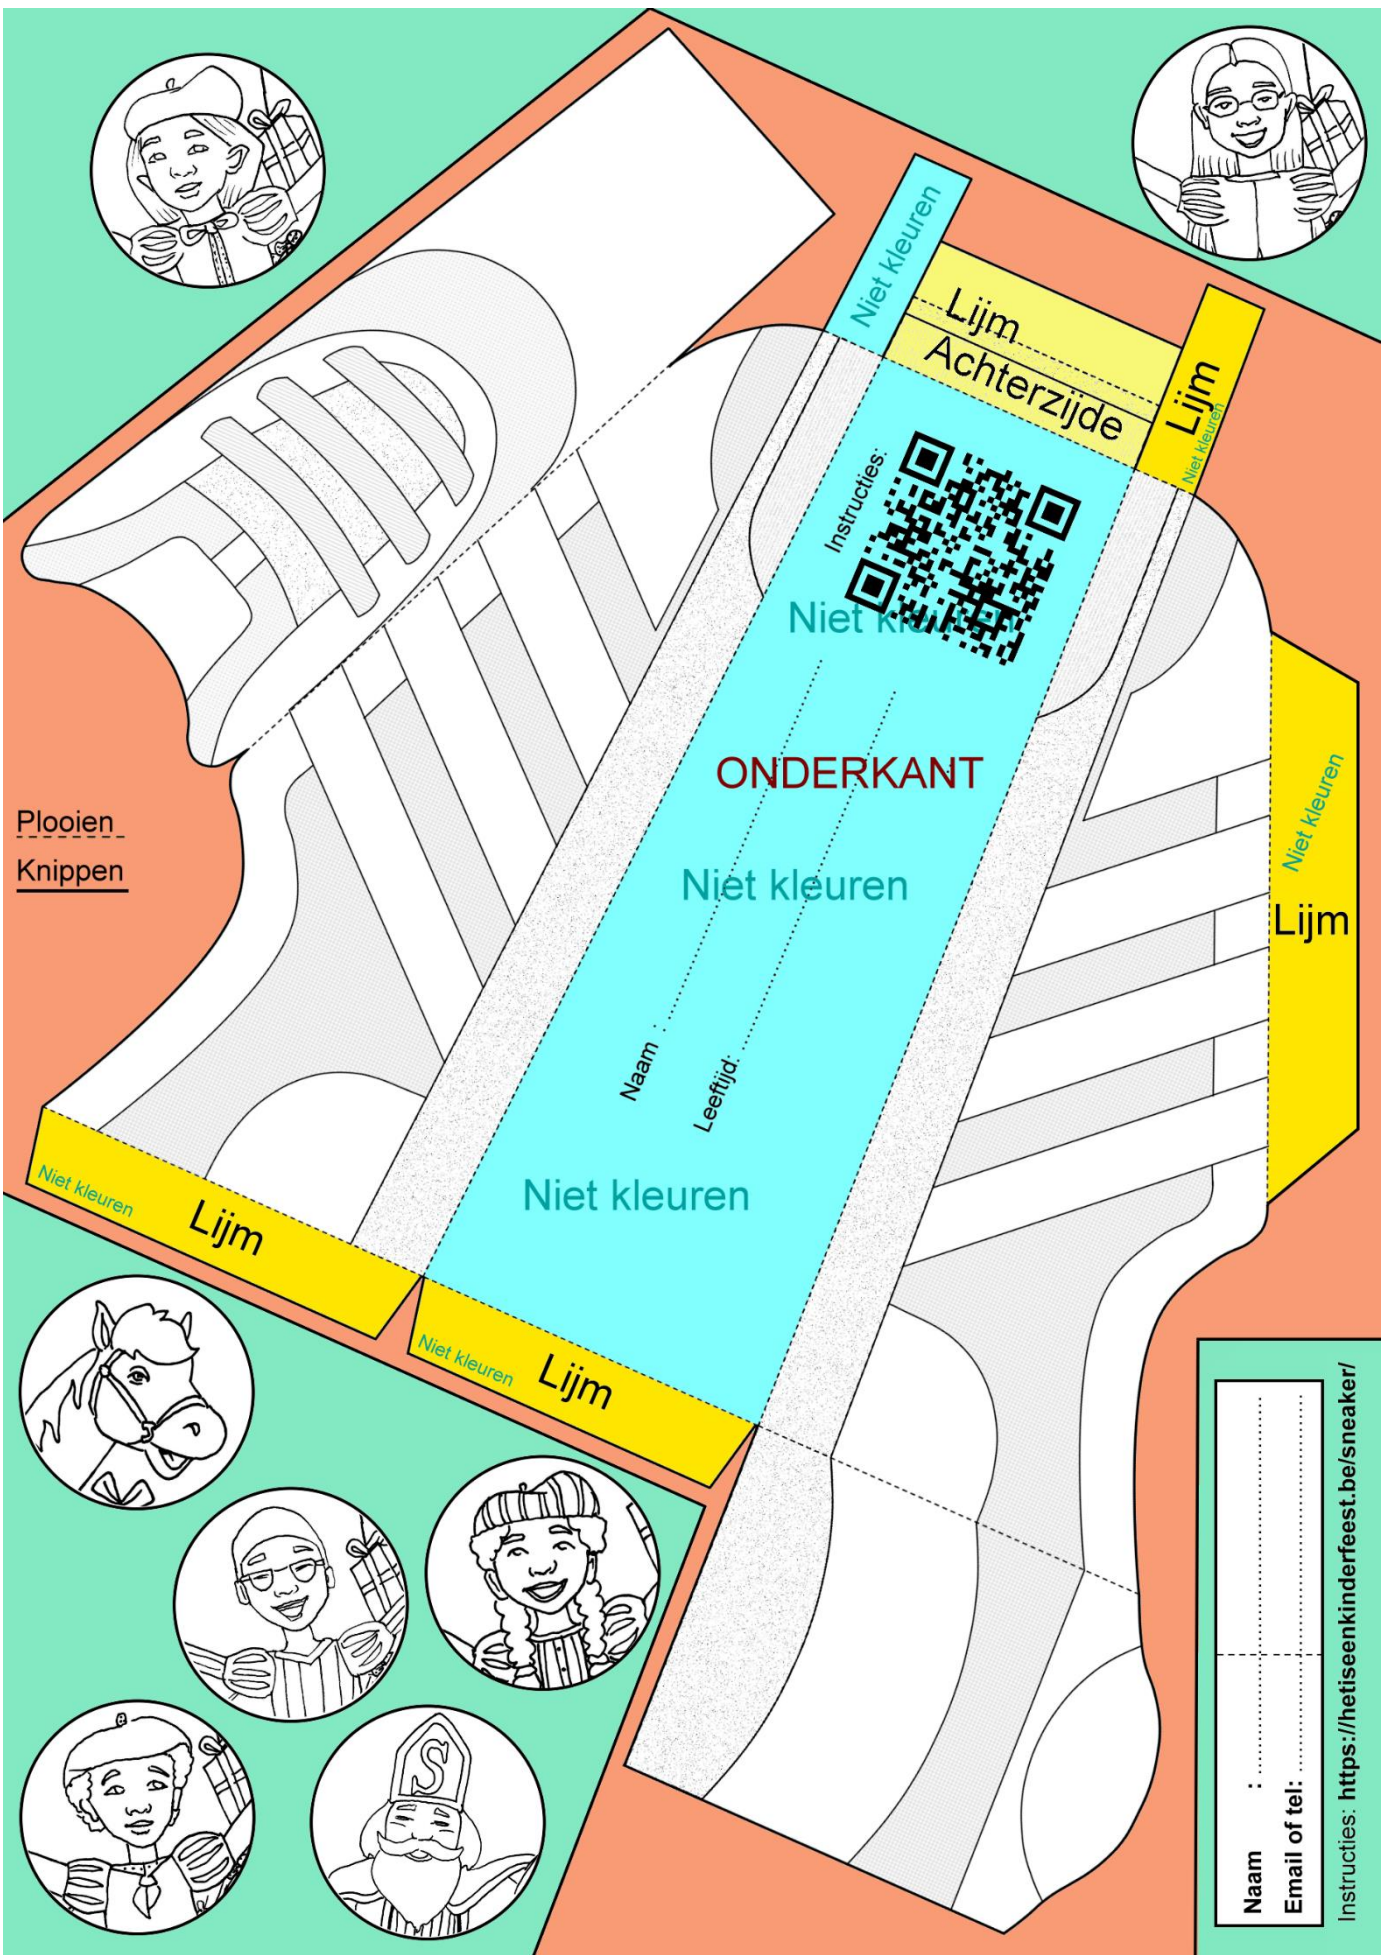 Niet kleuren
Lijm
Achterzijde
Lijm
Niet kleuren
Instructies:
Niet kleuren
ONDERKANT
Plooien
Knippen
Niet kleuren
Niet kleuren
Lijm
Naam : ................
Leeftijd: ................
Niet kleuren
Niet kleuren
Lijm
Niet kleuren
Lijm
S
Naam : ................
Email of tel: ................
Instructies: https://hetiseenkinderfeest.be/sneaker/